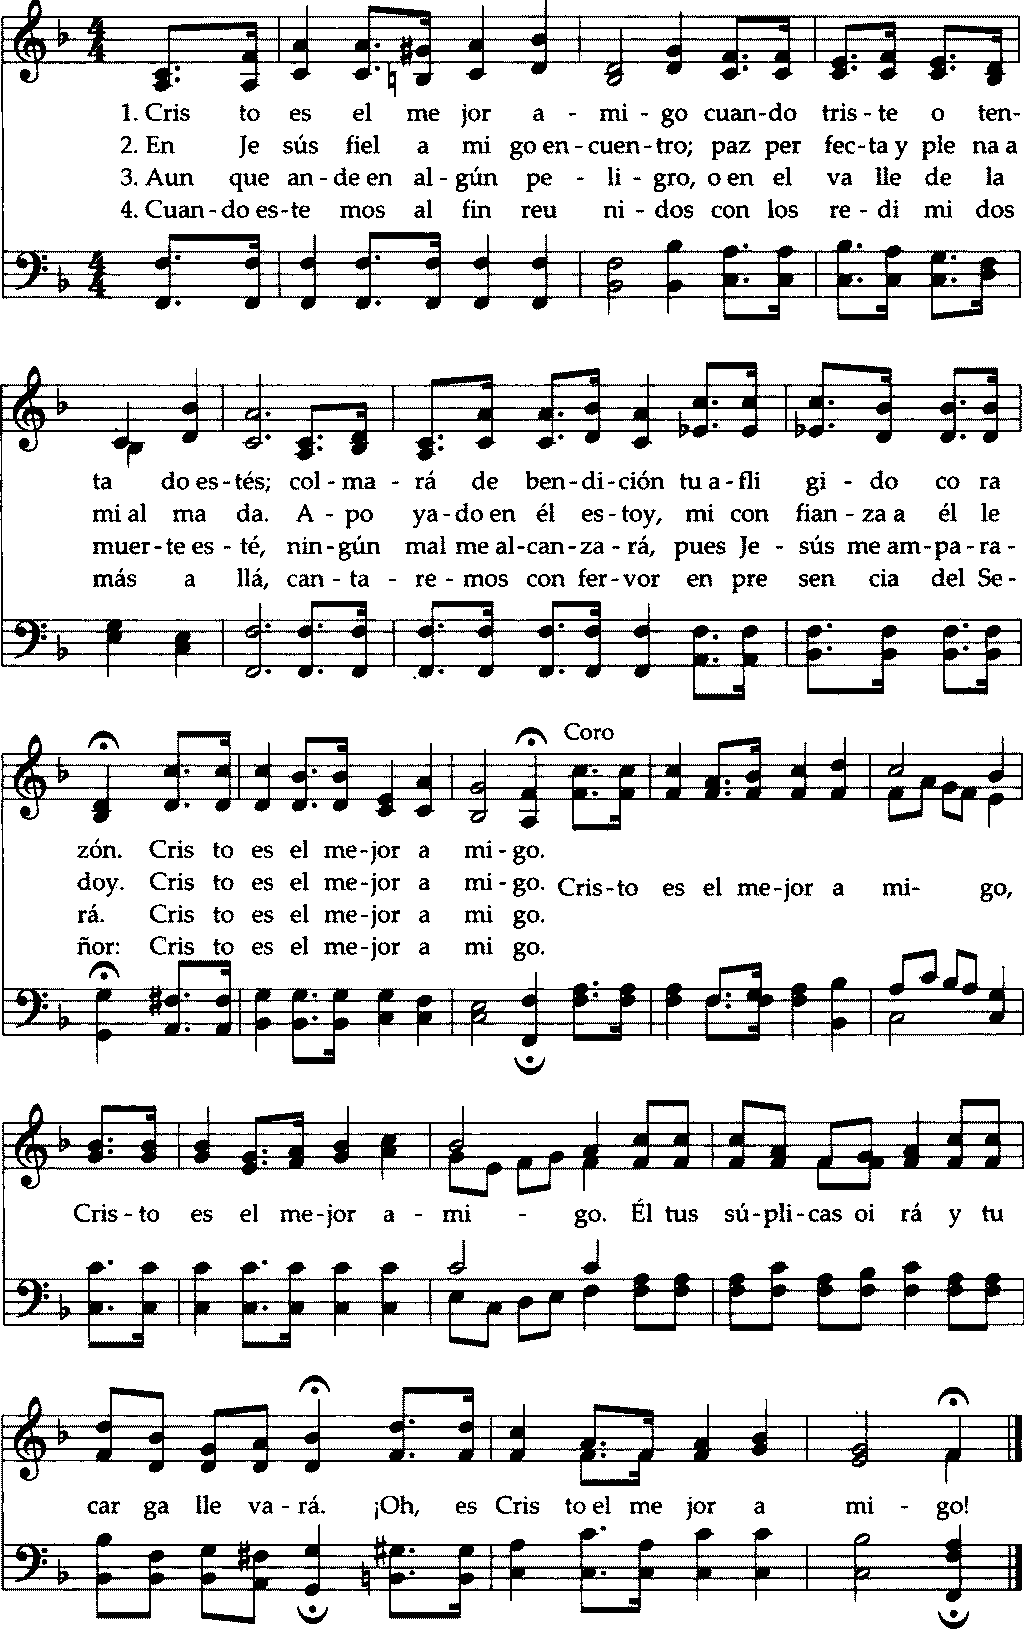 1. Cris to es el me jor a - mi - go cuan-do tris - te o ten-
2. En Je sús fiel a mi go en-cuen-tro; paz per fec-ta y ple na a
3. Aun que an-de en al-gún pe - li - gro, o en el va lle de la
4. Cuan-do es-te mos al fin reu ni - dos con los re - di mi dos
ta do es-tés; col-ma - rá de ben-di-ción tu a-fli gi - do co ra
mi al ma da. A - po ya-do en él es-toy, mi con fian-za a él le
muer-te es - té, nin-gún mal me al-can-za-rá, pues Je - sús me am-pa-ra-
más a llá, can - ta - re - mos con fer-vor en pre sen cia del Se-
Coro
zón. Cris to es el me-jor a mi-go.
doy. Cris to es el me-jor a mi-go. Cris-to es el me-jor a mi- go,
rá. Cris to es el me-jor a mi go.
ñor: Cris to es el me-jor a mi go.
Cris-to es el me-jor a - mi - go. Él tus sú-pli-cas oi rá y tu
car ga lle va-rá. ¡Oh, es Cris to el me jor a mi - go!